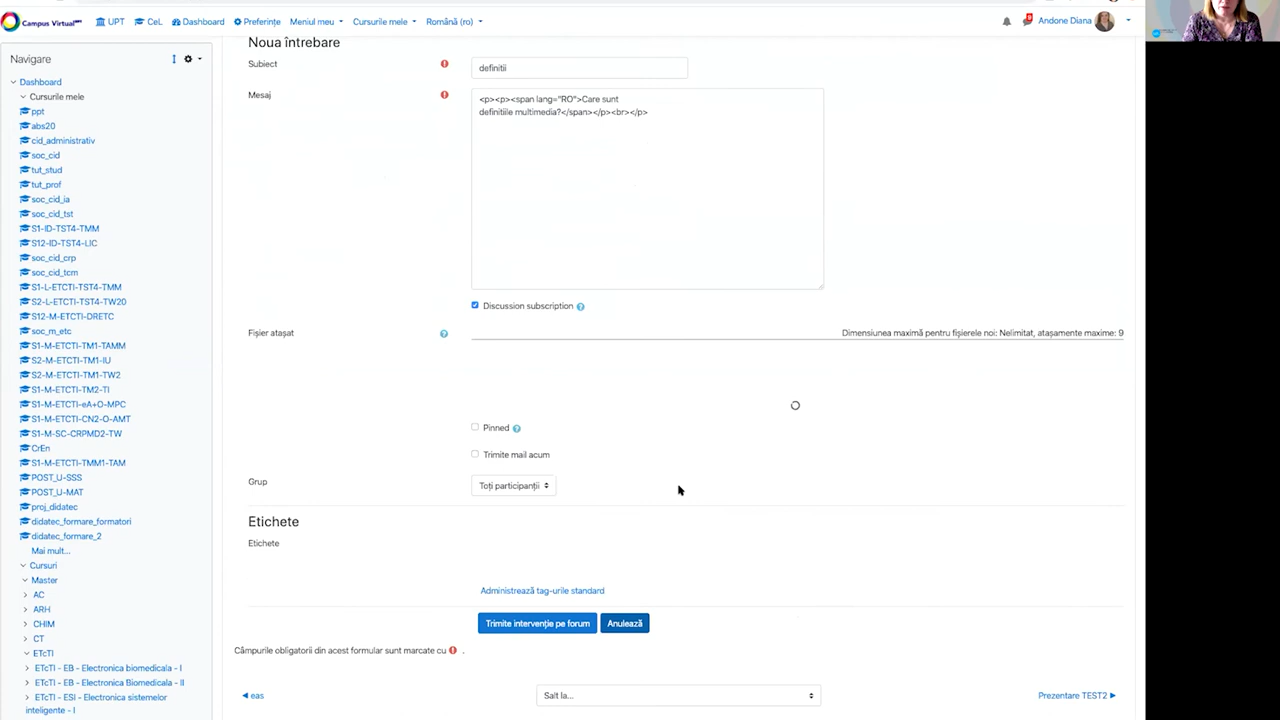 Campus Virtual UPT
UPT
CeL
Dashboard
Preferințe
Meniul meu
Cursurile mele
Română (ro)
Andone Diana
Navigare
Dashboard
Cursurile mele
ppt
abs20
cid_administrativ
soc_cid
tut_stud
tut_prof
soc_cid_ia
soc_cid_tst
S1-ID-TST4-TMM
S12-ID-TST4-LIC
soc_cid_crp
soc_cid_tcm
S1-L-ETCTI-TST4-TMM
S2-L-ETCTI-TST4-TW20
S12-M-ETCTI-DRETC
soc_m_etc
S1-M-ETCTI-TM1-TAMM
S2-M-ETCTI-TM1-IU
S2-M-ETCTI-TM1-TW2
S1-M-ETCTI-TM2-TI
S1-M-ETCTI-eA+O-MPC
S1-M-ETCTI-CN2-O-AMT
S1-M-SC-CRPMD2-TW
CrEn
S1-M-ETCTI-TMM1-TAM
POST_U-SSS
POST_U-MAT
proj_didatec
didatec_formare_formatori
didatec_formare_2
Mai mult...
Cursuri
Master
AC
ARH
CHIM
CT
ETcTI
ETcTI - EB - Electronica biomedicala - I
ETcTI - EB - Electronica Biomedicala - II
ETcTI - ESI - Electronica sistemelor
inteligente - I
Noua întrebare
Subiect
definitii
Mesaj
<p><p><span lang="RO">Care sunt
definitiile multimedia?</span></p><br></p>
Discussion subscription
Fișier atașat
Dimensiunea maximă pentru fișierele noi: Nelimitat, atașamente maxime: 9
Pinned
Trimite mail acum
Grup
Toți participanții
Etichete
Etichete
Administrează tag-urile standard
Trimite intervenție pe forum
Anulează
Câmpurile obligatorii din acest formular sunt marcate cu .
◀ eas
Salt la...
Prezentare TEST2 ▶